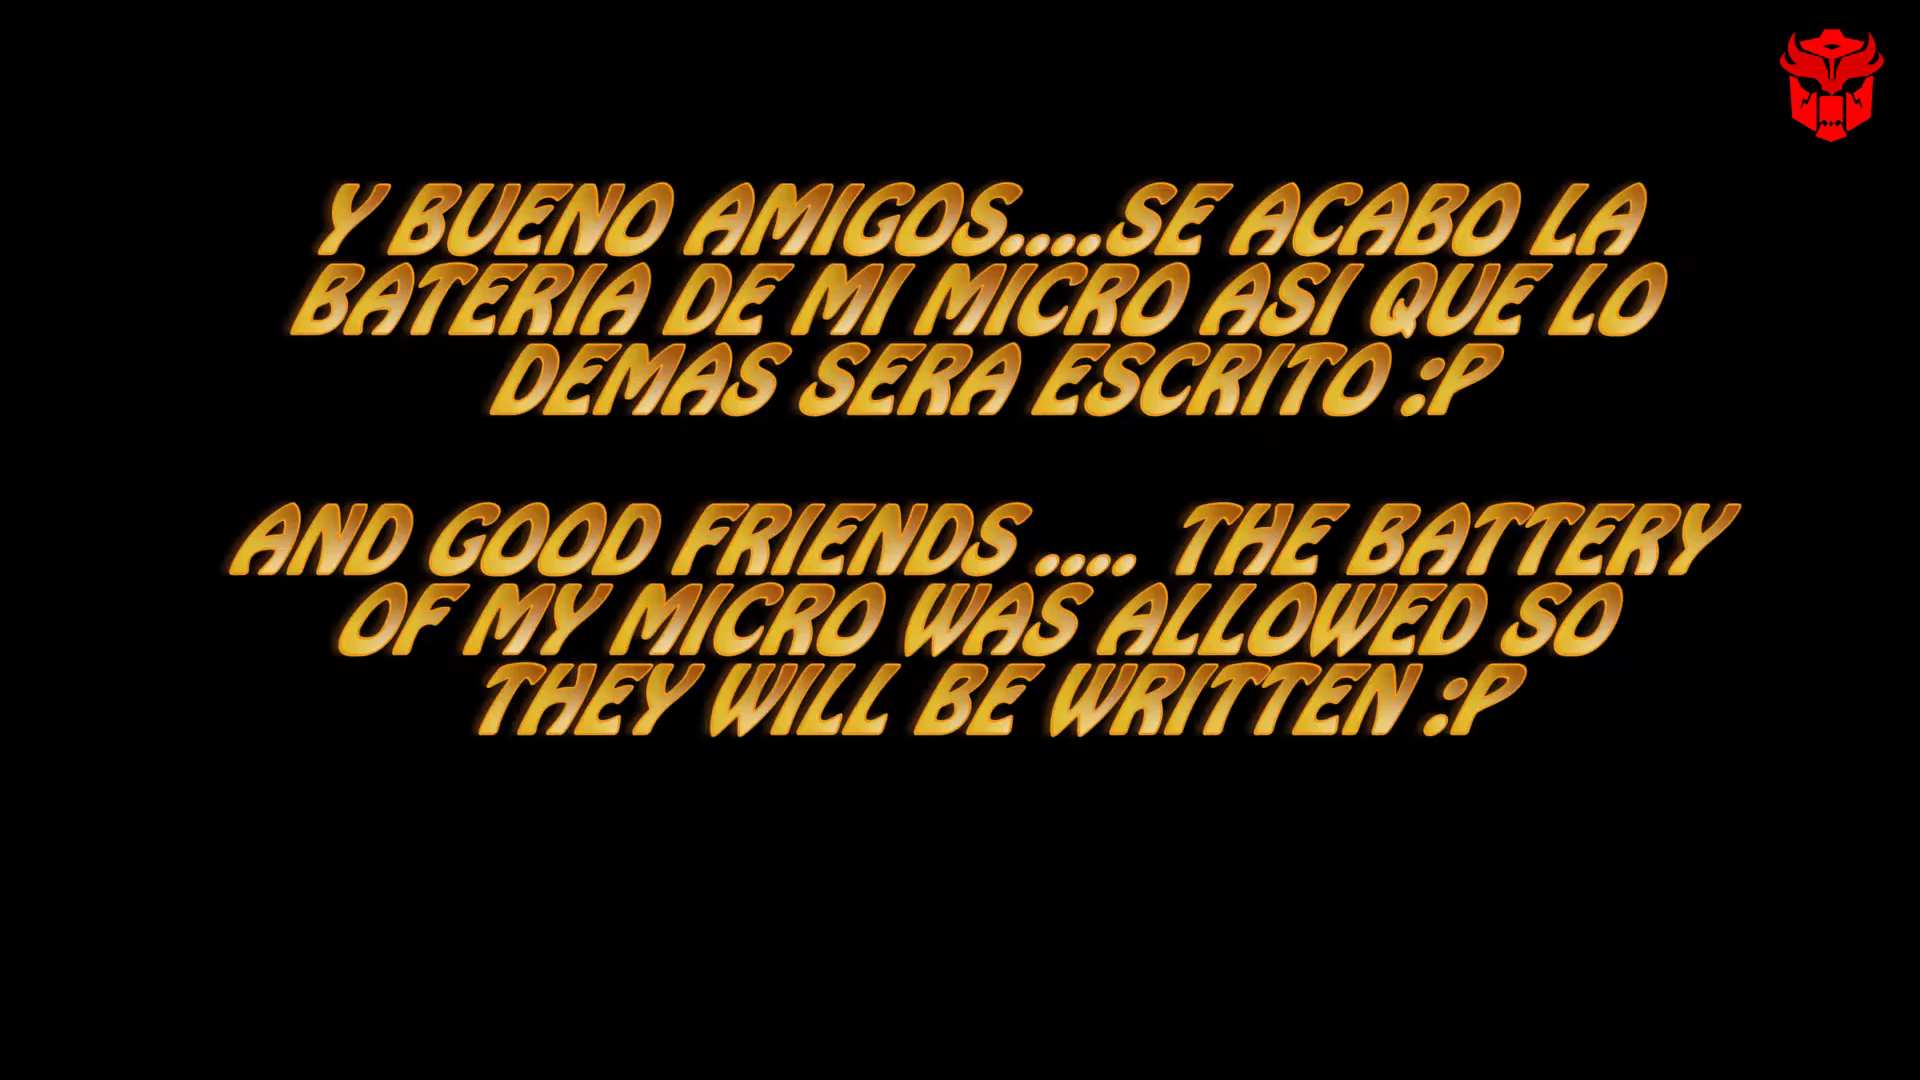 Y BUENO AMIGOS....SE ACABO LA
BATERIA DE MI MICRO ASI QUE LO
DEMAS SERA ESCRITO :P
AND GOOD FRIENDS .... THE BATTERY
OF MY MICRO WAS ALLOWED SO
THEY WILL BE WRITTEN :P